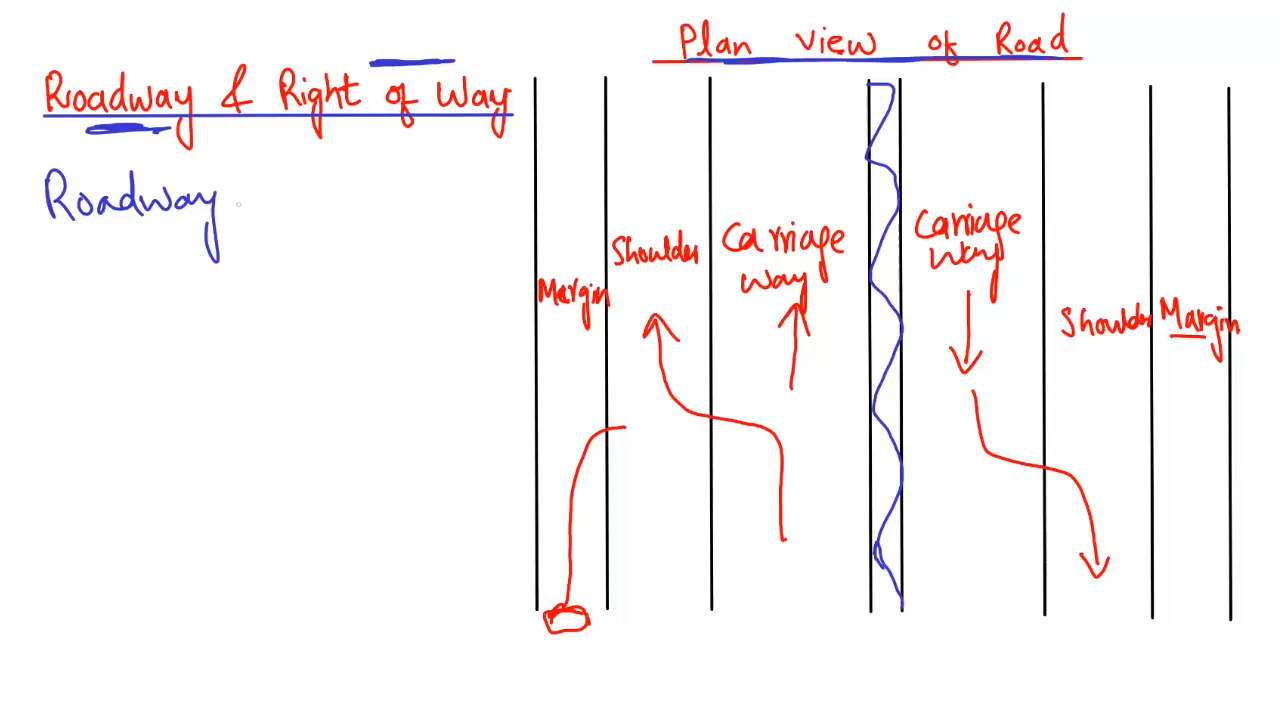 Plan view of Road
Roadway & Right of Way
Roadway
Margin
Shoulder
Carriage
Way
Carriage
Way
Shoulder
Margin